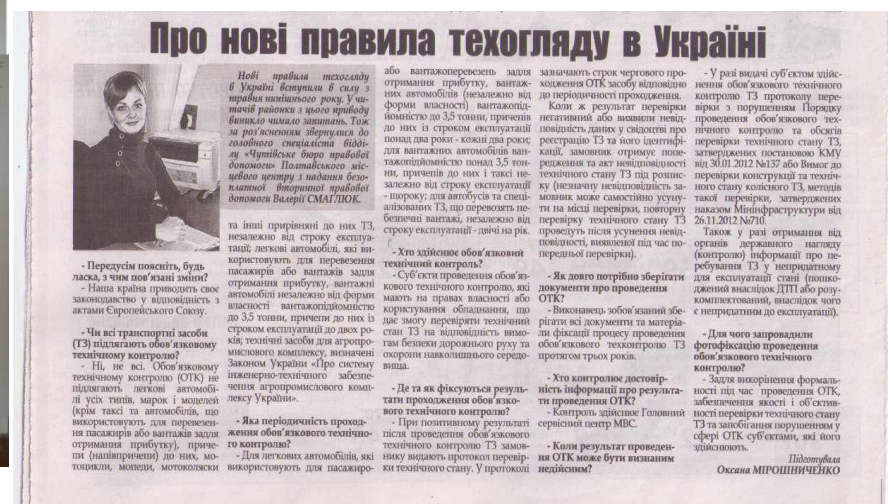 Про нові правила техогляду в Україні
Нові правила техогляду
в Україні вступили в силу з
травня нинішнього року. У чи-
тачів районки з цього приводу
виникло чимало запитань. Тож
за роз'ясненням звернулися до
головного спеціаліста відді-
лу «Чутівське бюро правової
допомоги» Полтавського міс-
цевого центру з надання безо-
платної вторинної правової
допомоги Валерії СМАГЛЮК.
- Передусім поясніть, будь
ласка, з чим пов'язані зміни?
- Наша країна приводить своє
законодавство у відповідність з
актами Європейського Союзу.
- Чи всі транспортні засоби
(ТЗ) підлягають обов'язковому
технічному контролю?
- Ні, не всі. Обов'язковому
технічному контролю (ОТК) не
підлягають легкові автомобі-
лі усіх типів, марок і моделей
(крім таксі та автомобілів, що
використовують для перевезен-
ня пасажирів або вантажів задля
отримання прибутку), приче-
пи (напівпричепи) до них, мо-
тоцикли, мопеди, мотоколяски
та інші прирівняні до них ТЗ,
незалежно від строку експлуа-
тації; легкові автомобілі, які ви-
користовують для перевезення
пасажирів або вантажів задля
отримання прибутку, вантажні
автомобілі незалежно від форми
власності вантажопідйомністю
до 3,5 тонни, причепи до них із
строком експлуатації до двох ро-
ків; технічні засоби для агропро-
мислового комплексу, визначені
Законом України «Про систему
інженерно-технічного забезпе-
чення агропромислового комп-
лексу України».
- Яка періодичність проход-
ження обов'язкового технічно-
го контролю?
- Для легкових автомобілів, які
використовують для пасажиро-
або вантажоперевезень задля
отримання прибутку, вантаж-
них автомобілів (незалежно від
форми власності) вантажопід-
йомністю до 3,5 тонни, причепів
до них із строком експлуатації
понад два роки - кожні два роки;
для вантажних автомобілів ван-
тажопідйомністю понад 3,5 тон-
ни, причепів до них і таксі не-
залежно від строку експлуатації
- щороку; для автобусів та спеці-
алізованих ТЗ, що перевозять не-
безпечні вантажі, незалежно від
строку експлуатації - двічі на рік.
- Хто здійснює обов'язковий
технічний контроль?
- Суб'єкти проведення обов'яз-
кового технічного контролю, які
мають на правах власності або
користування обладнання, що
дає змогу перевіряти технічний
стан ТЗ на відповідність вимо-
гам безпеки дорожнього руху та
охорони навколишнього середо-
вища.
- Де та як фіксуються резуль-
тати проходження обов'язко-
вого технічного контролю?
- При позитивному результаті
після проведення обов'язкового
технічного контролю ТЗ замов-
нику видають протокол перевір-
ки технічного стану. У протоколі
зазначають строк чергового про-
ходження ОТК засобу відповідно
до періодичності проходження.
Коли ж результат перевірки
негативний або виявили невід-
повідність даних у свідоцтві про
реєстрацію ТЗ та його ідентифі-
кації, замовник отримує попе-
редження та акт невідповідності
технічного стану ТЗ під розпис-
ку (незначну невідповідність за-
мовник може самостійно усуну-
ти на місці перевірки, повторну
перевірку технічного стану ТЗ
проведуть після усунення невід-
повідності, виявленої під час по-
передньої перевірки).
- Як довго потрібно зберігати
документи про проведення
ОТК?
- Виконавець зобов'язаний збе-
рігати всі документи та матеріа-
ли фіксації процесу проведення
обов'язкового техконтролю ТЗ
протягом трьох років.
- Хто контролює достовір-
ність інформації про результа-
ти проведення ОТК?
- Контроль здійснює Головний
сервісний центр МВС.
- Коли результат проведен-
ня ОТК може бути визнаним
недійсним?
- У разі видачі суб'єктом здійс-
нення обов'язкового технічного
контролю ТЗ протоколу пере-
вірки з порушенням Порядку
проведення обов'язкового тех-
нічного контролю та обсягів
перевірки технічного стану ТЗ,
затверджених постановою КМУ
від 30.01.2012 №137 або Вимог до
перевірки конструкції та техніч-
ного стану колісного ТЗ, методів
такої перевірки, затверджених
наказом Мінінфраструктури від
26.11.2012 №710.
Також у разі отримання від
органів державного нагляду
(контролю) інформації про пе-
ребування ТЗ у непридатному
для експлуатації стані (пошко-
джений внаслідок ДТП або розу-
комплектований, внаслідок чого
є непридатним до експлуатації).
- Для чого запровадили
фотофіксацію проведення
обов'язкового технічного
контролю?
- Задля викорінення формаль-
ності під час проведення ОТК,
забезпечення якості і об'єктив-
ності перевірки технічного стану
ТЗ та запобігання порушенням у
сфері ОТК суб'єктами, які його
здійснюють.
Підготувала
Оксана МІРОШНИЧЕНКО